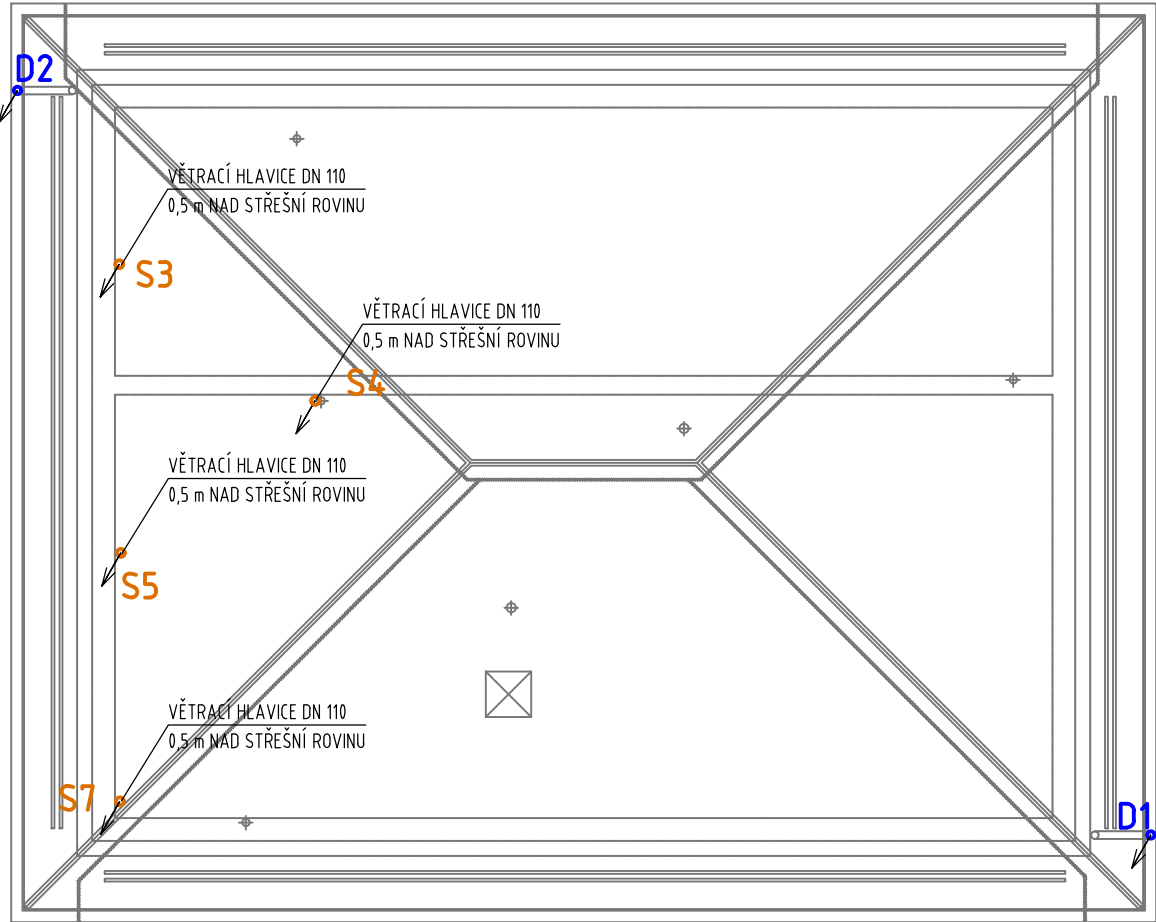 D2
VĚTRACÍ HLAVICE DN 110
0,5 m NAD STŘEŠNÍ ROVINU
S3
VĚTRACÍ HLAVICE DN 110
0,5 m NAD STŘEŠNÍ ROVINU
S4
VĚTRACÍ HLAVICE DN 110
0,5 m NAD STŘEŠNÍ ROVINU
S5
VĚTRACÍ HLAVICE DN 110
0,5 m NAD STŘEŠNÍ ROVINU
S7
D1